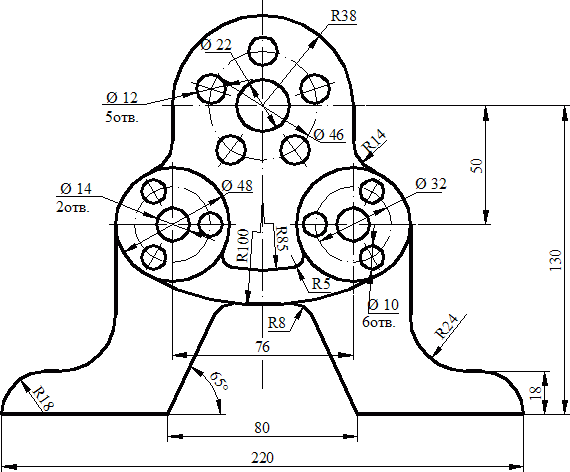 R38
Ø 22
Ø 12
5отв.
Ø 46
R14
50
Ø 14
2отв.
Ø 48
Ø 32
130
R100
R85
R5
Ø 10
6отв.
R8
R24
76
65°
R18
18
80
220